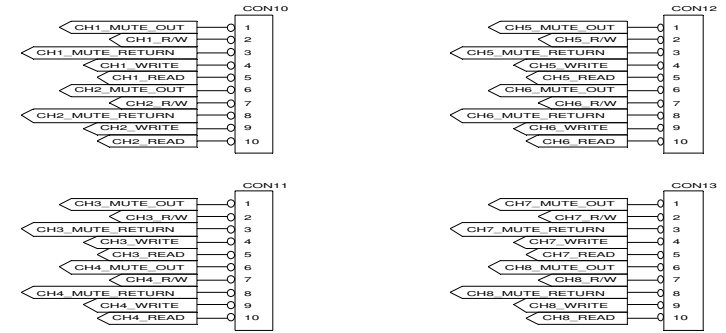 CON10
CH1_MUTE_OUT 1
CH1_R/W 2
CH1_MUTE_RETURN 3
CH1_WRITE 4
CH1_READ 5
CH2_MUTE_OUT 6
CH2_R/W 7
CH2_MUTE_RETURN 8
CH2_WRITE 9
CH2_READ 10
CON12
CH5_MUTE_OUT 1
CH5_R/W 2
CH5_MUTE_RETURN 3
CH5_WRITE 4
CH5_READ 5
CH6_MUTE_OUT 6
CH6_R/W 7
CH6_MUTE_RETURN 8
CH6_WRITE 9
CH6_READ 10
CON11
CH3_MUTE_OUT 1
CH3_R/W 2
CH3_MUTE_RETURN 3
CH3_WRITE 4
CH3_READ 5
CH4_MUTE_OUT 6
CH4_R/W 7
CH4_MUTE_RETURN 8
CH4_WRITE 9
CH4_READ 10
CON13
CH7_MUTE_OUT 1
CH7_R/W 2
CH7_MUTE_RETURN 3
CH7_WRITE 4
CH7_READ 5
CH8_MUTE_OUT 6
CH8_R/W 7
CH8_MUTE_RETURN 8
CH8_WRITE 9
CH8_READ 10